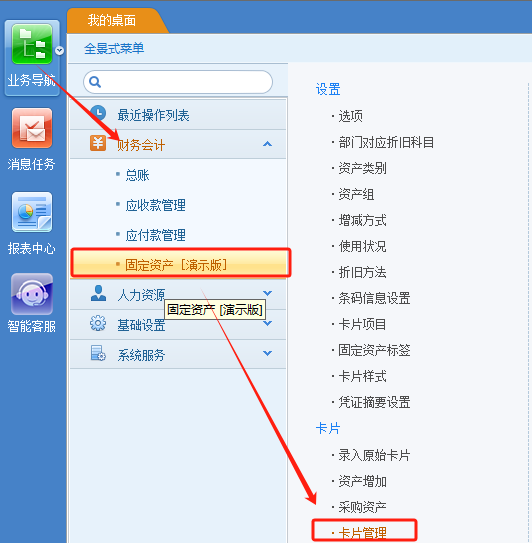 我的桌面
全景式菜单
业务导航
消息任务
报表中心
智能客服
最近操作列表
财务会计
总账
应收款管理
应付款管理
固定资产 [演示版]
人力资源
固定资产 [演示版]
基础设置
系统服务
设置
· 选项
· 部门对应折旧科目
· 资产类别
· 资产组
· 增减方式
· 使用状况
· 折旧方法
· 条码信息设置
· 卡片项目
· 固定资产标签
· 卡片样式
· 凭证摘要设置
卡片
· 录入原始卡片
· 资产增加
· 采购资产
· 卡片管理